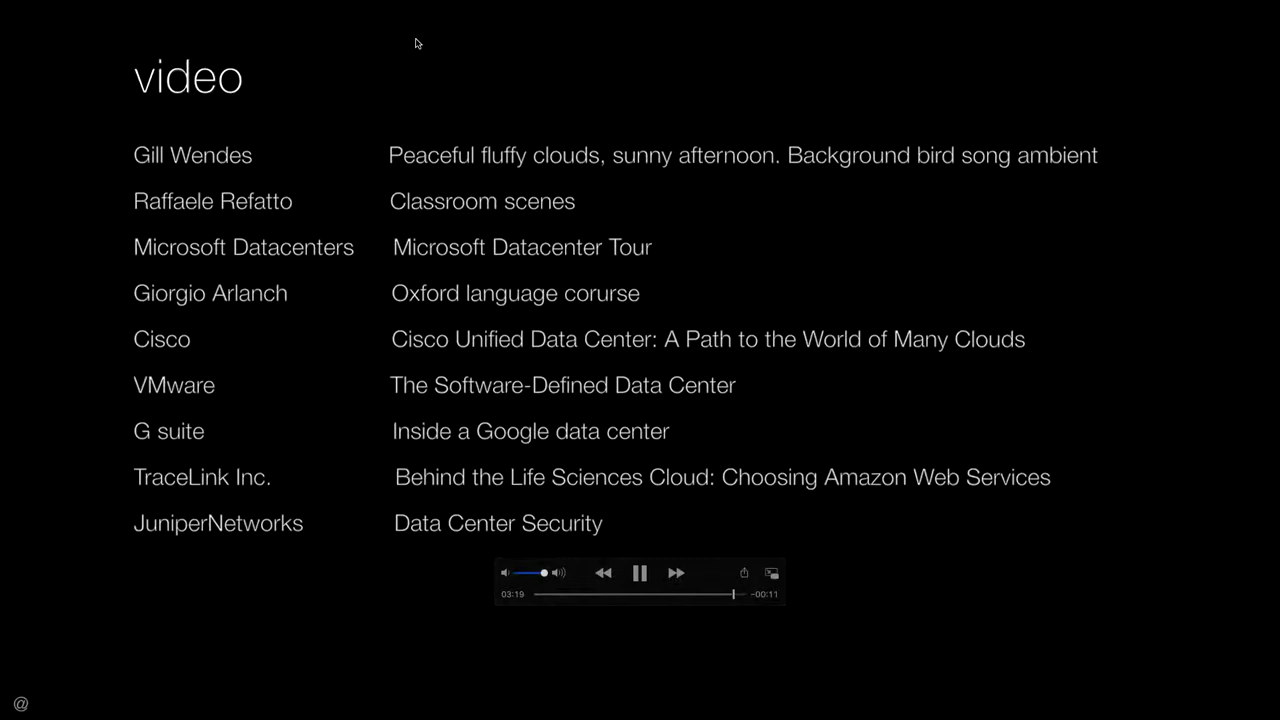 video
Gill Wendes Peaceful fluffy clouds, sunny afternoon. Background bird song ambient
Raffaele Refatto Classroom scenes
Microsoft Datacenters Microsoft Datacenter Tour
Giorgio Arlanch Oxford language corurse
Cisco Cisco Unified Data Center: A Path to the World of Many Clouds
VMware The Software-Defined Data Center
G suite Inside a Google data center
TraceLink Inc. Behind the Life Sciences Cloud: Choosing Amazon Web Services
JuniperNetworks Data Center Security
03:19 -00:11
@